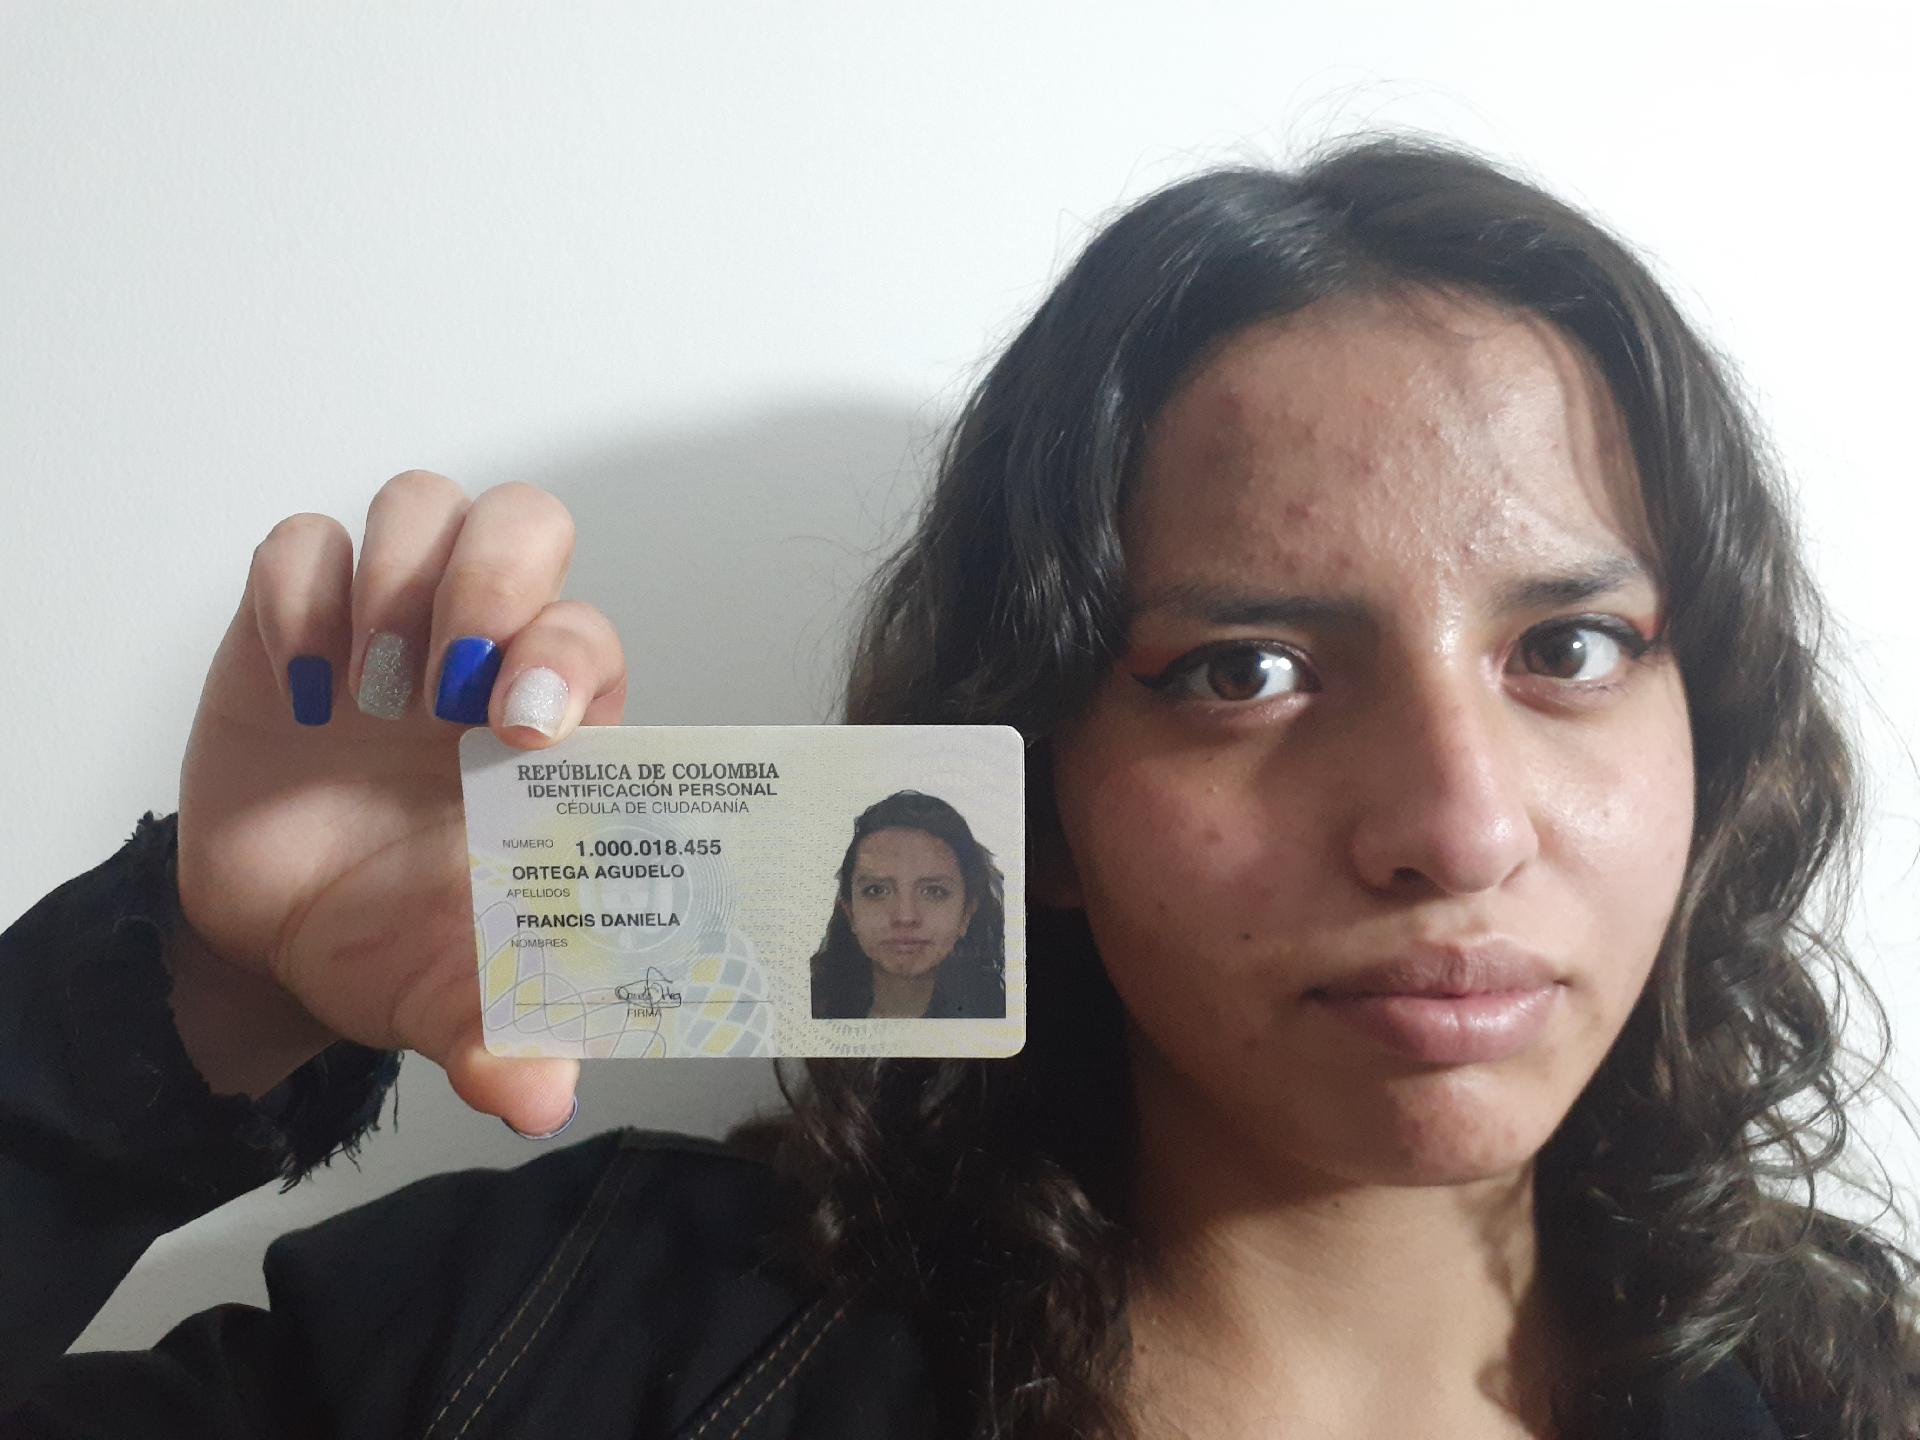 REPÚBLICA DE COLOMBIA
IDENTIFICACIÓN PERSONAL
CÉDULA DE CIUDADANÍA
NÚMERO 1.000.018.455
ORTEGA AGUDELO
APELLIDOS
FRANCIS DANIELA
NOMBRES
FIRMA